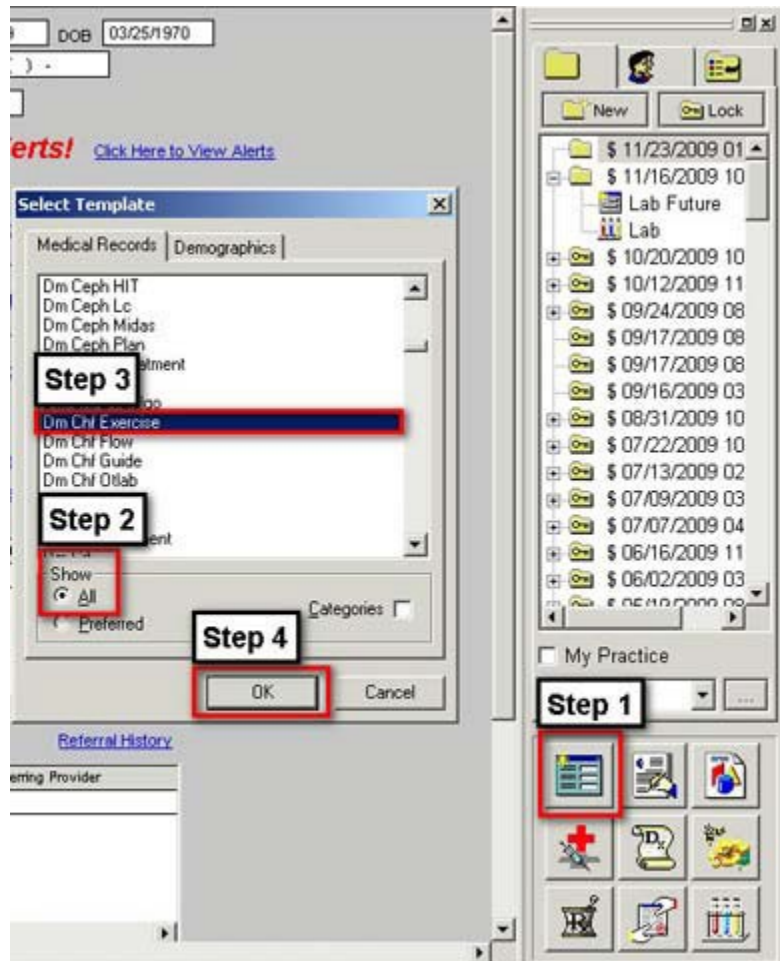 DOB 03/25/1970
( ) -
erts! Click Here to View Alerts
Select Template
Medical Records Demographics
Dm Ceph HIT
Dm Ceph Lc
Dm Ceph Midas
Dm Ceph Plan
atment
Step 3
Dm Chf Exercise
Dm Chf Flow
Dm Chf Guide
Dm Chf Otlab
Step 2
ent
Show
All
Preferred
Categories
Step 4
OK Cancel
Referral History
erring Provider
New Lock
$ 11/23/2009 01
$ 11/16/2009 10
Lab Future
Lab
$ 10/20/2009 10
$ 10/12/2009 11
$ 09/24/2009 08
$ 09/17/2009 08
$ 09/17/2009 08
$ 09/16/2009 03
$ 08/31/2009 10
$ 07/22/2009 10
$ 07/13/2009 02
$ 07/09/2009 03
$ 07/07/2009 04
$ 06/16/2009 11
$ 06/02/2009 03
My Practice
Step 1
...
Dx